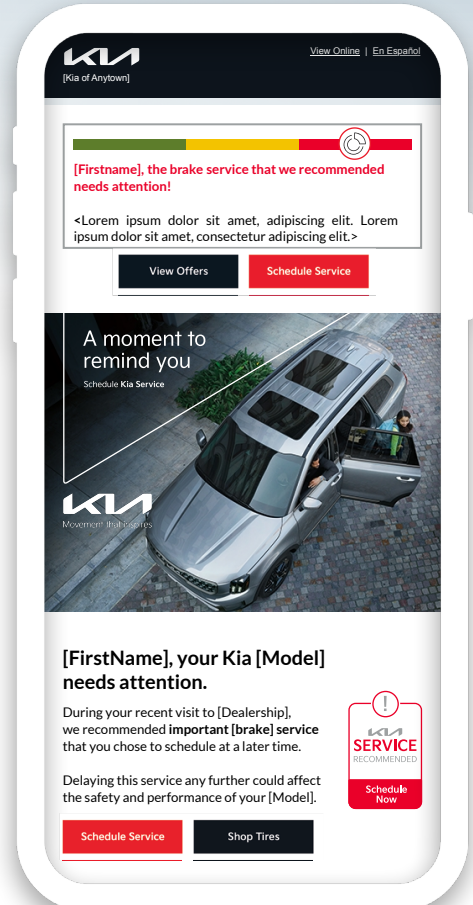 KIA
View Online | En Español
[Kia of Anytown]
[Firstname], the brake service that we recommended
needs attention!
<Lorem ipsum dolor sit amet, adipiscing elit. Lorem
ipsum dolor sit amet, consectetur adipiscing elit.>
View Offers
Schedule Service
A moment to
remind you
Schedule Kia Service
KIA
Movement that inspires
[FirstName], your Kia [Model]
needs attention.
During your recent visit to [Dealership],
we recommended important [brake] service
that you chose to schedule at a later time.
Delaying this service any further could affect
the safety and performance of your [Model].
!
KIA
SERVICE
RECOMMENDED
Schedule
Now
Schedule Service
Shop Tires